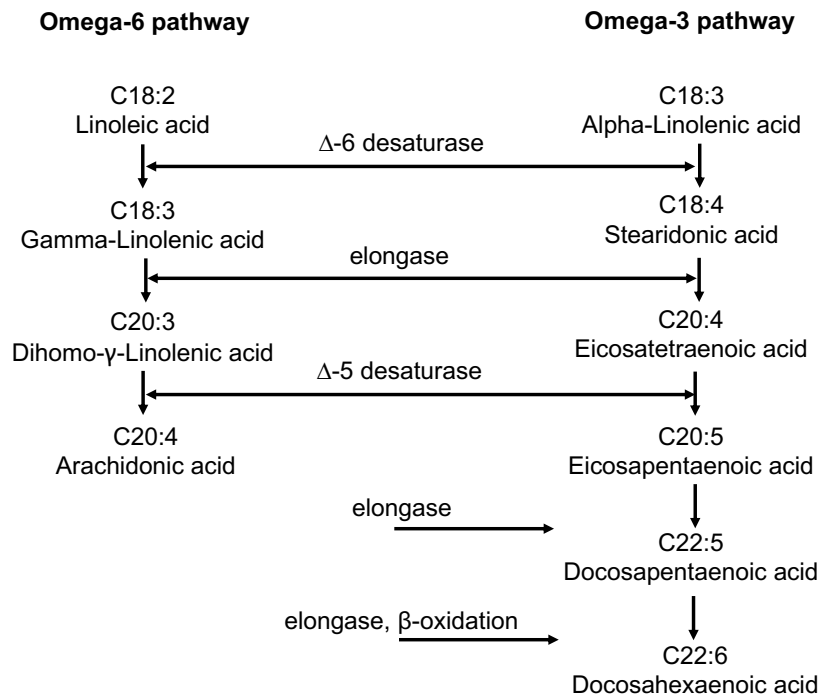 Omega-6 pathway
Omega-3 pathway
C18:2
Linoleic acid
C18:3
Alpha-Linolenic acid
Δ-6 desaturase
C18:3
Gamma-Linolenic acid
C18:4
Stearidonic acid
elongase
C20:3
Dihomo-γ-Linolenic acid
C20:4
Eicosatetraenoic acid
Δ-5 desaturase
C20:4
Arachidonic acid
C20:5
Eicosapentaenoic acid
elongase
C22:5
Docosapentaenoic acid
elongase, β-oxidation
C22:6
Docosahexaenoic acid